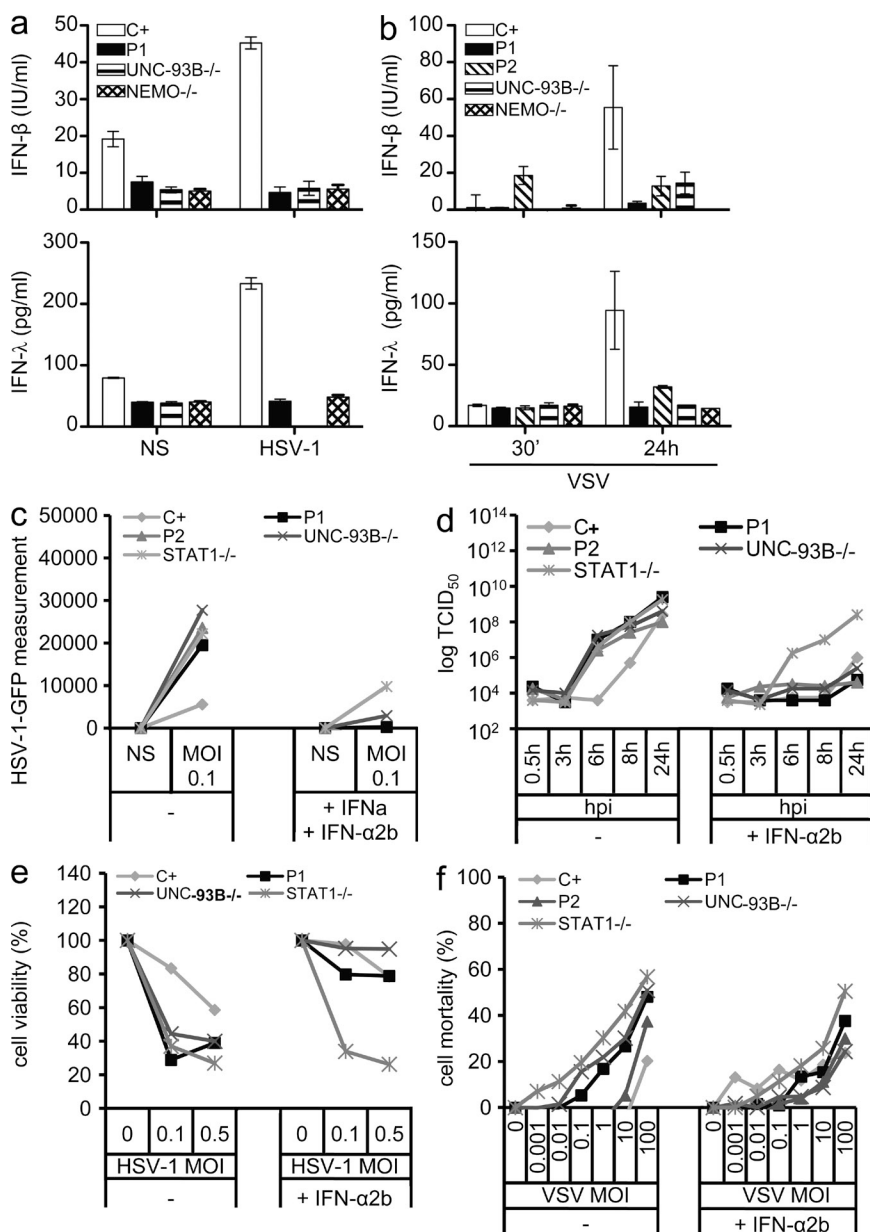 a
IFN-β (IU/ml)
50
40
30
20
10
0
C+
P1
UNC-93B-/-
NEMO-/-
IFN-λ (pg/ml)
300
200
100
0
NS
HSV-1
b
IFN-β (IU/ml)
100
80
60
40
20
0
C+
P1
P2
UNC-93B-/-
NEMO-/-
IFN-λ (pg/ml)
150
100
50
0
30’
24h
VSV
c
HSV-1-GFP measurement
50000
40000
30000
20000
10000
0
C+
P1
P2
UNC-93B-/-
STAT1-/-
NS
MOI 0.1
NS
MOI 0.1
-
+ IFNa
+ IFN-α2b
d
log TCID50
10^14
10^12
10^10
10^8
10^6
10^4
10^2
C+
P1
P2
UNC-93B-/-
STAT1-/-
0.5h
3h
6h
8h
24h
0.5h
3h
6h
8h
24h
hpi
hpi
-
+ IFN-α2b
e
cell viability (%)
140
120
100
80
60
40
20
0
C+
P1
UNC-93B-/-
STAT1-/-
0
0.1
0.5
0
0.1
0.5
HSV-1 MOI
HSV-1 MOI
-
+ IFN-α2b
f
cell mortality (%)
100
80
60
40
20
0
C+
P1
P2
UNC-93B-/-
STAT1-/-
0
0.001
0.01
0.1
1
10
100
0
0.001
0.01
0.1
1
10
100
VSV MOI
VSV MOI
-
+ IFN-α2b